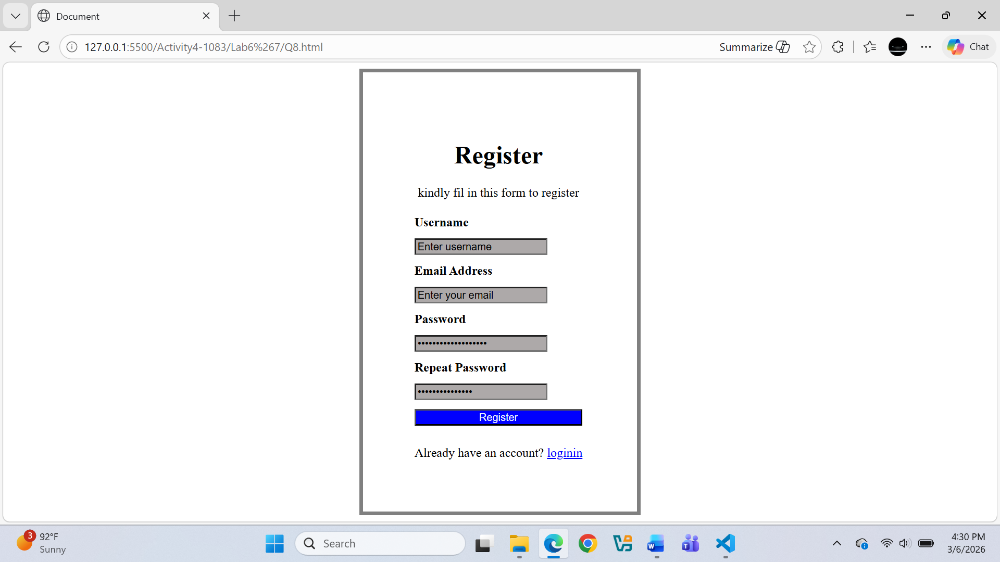 Document
127.0.0.1:5500/Activity4-1083/Lab6%267/Q8.html
Summarize
Chat
Register
kindly fil in this form to register
Username
Enter username
Email Address
Enter your email
Password
•••••••••••••••••••
Repeat Password
•••••••••••••••
Register
Already have an account? loginin
3
92°F
Sunny
Search
4:30 PM
3/6/2026